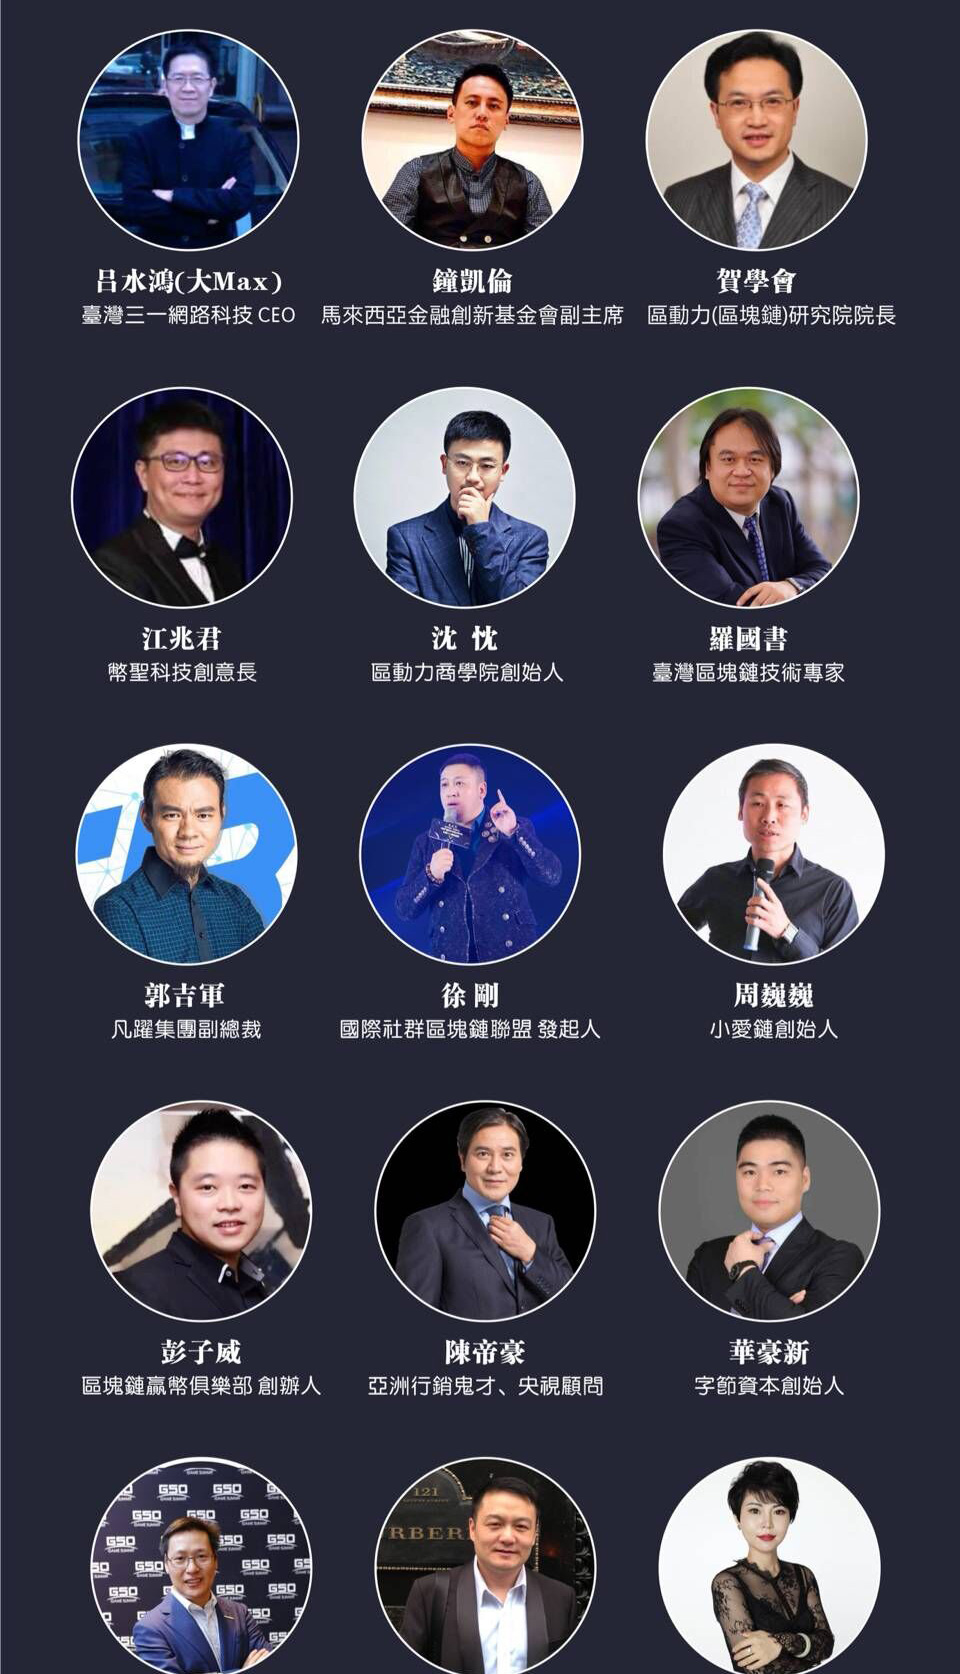 呂水鴻(大Max)
臺灣三一網路科技 CEO
鐘凱倫
馬來西亞金融創新基金會副主席
賀學會
區動力(區塊鏈)研究院院長
江兆君
幣聖科技創意長
沈 忱
區動力商學院創始人
羅國書
臺灣區塊鏈技術專家
郭吉軍
凡躍集團副總裁
徐 剛
國際社群區塊鏈聯盟 發起人
周巍巍
小愛鏈創始人
彭子威
區塊鏈贏幣俱樂部 創辦人
陳帝豪
亞洲行銷鬼才、央視顧問
華豪新
字節資本創始人
GSD
GAME SUMMIT
121
RBER